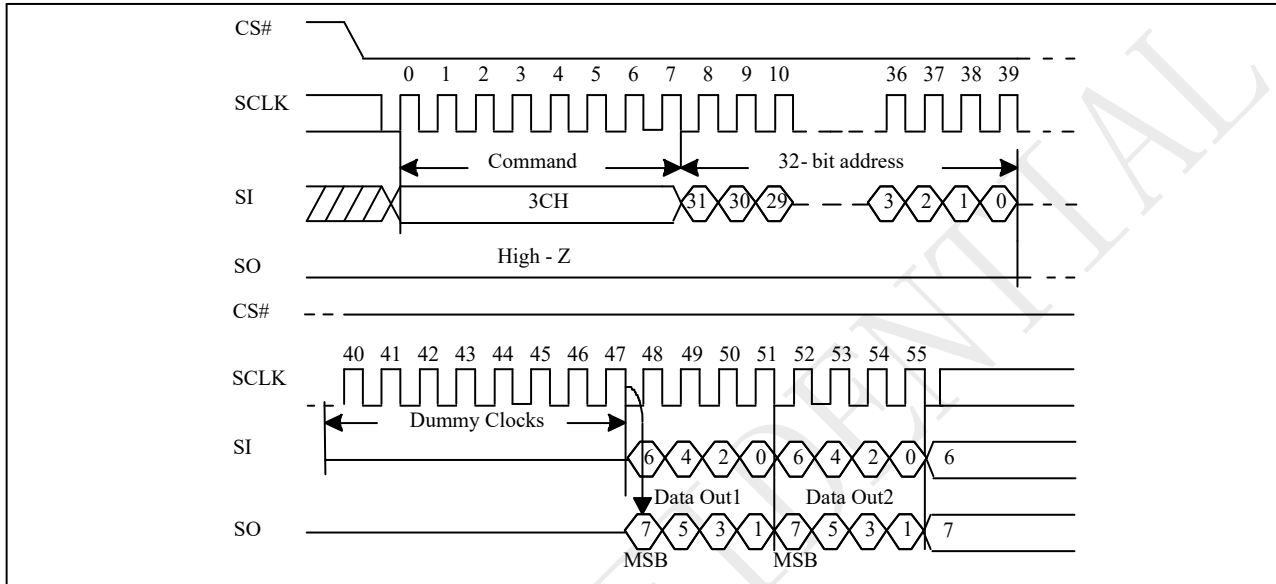 CS#
0 1 2 3 4 5 6 7 8 9 10 36 37 38 39
SCLK
Command 32- bit address
SI 3CH 31 30 29 3 2 1 0
High - Z
SO
CS#
40 41 42 43 44 45 46 47 48 49 50 51 52 53 54 55
SCLK
Dummy Clocks
SI 6 4 2 0 6 4 2 0 6
Data Out1 Data Out2
SO 7 5 3 1 7 5 3 1 7
MSB MSB